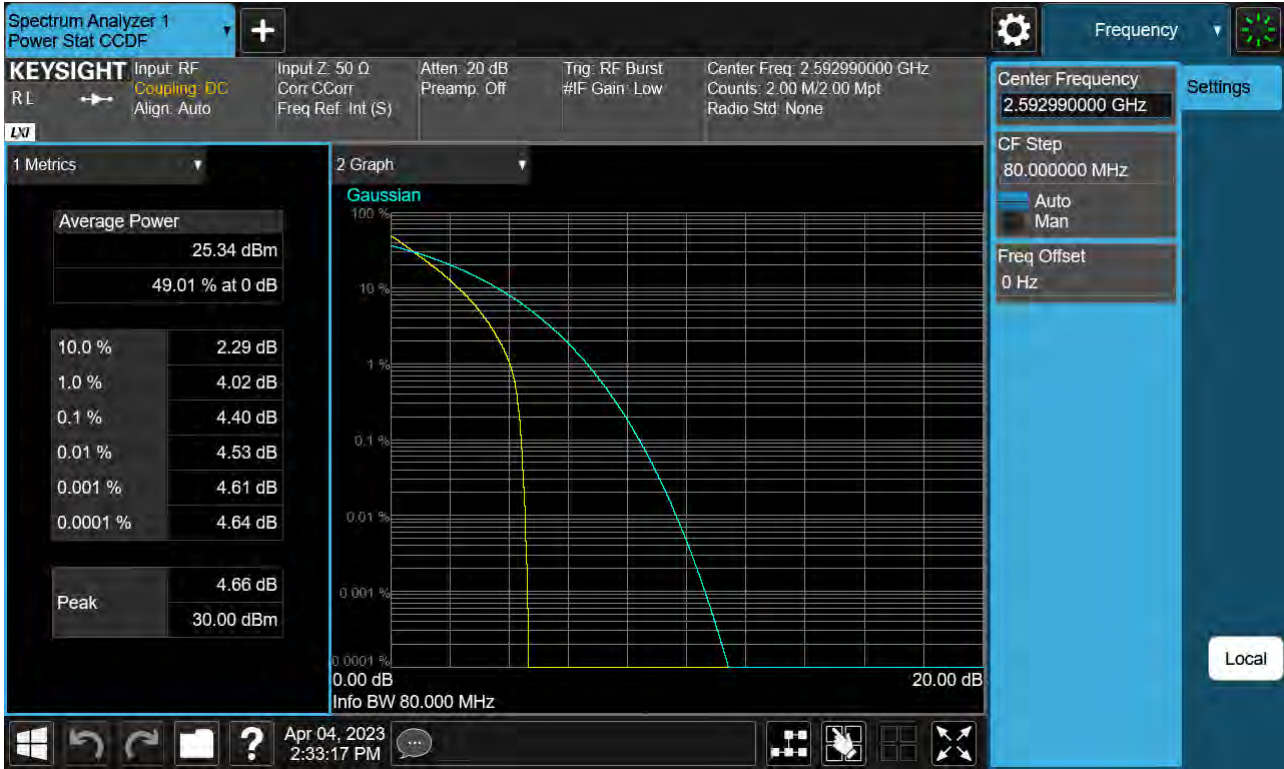 Spectrum Analyzer 1
Power Stat CCDF
Frequency
KEYSIGHT
R L
LXI
Input: RF
Coupling: DC
Align: Auto
Input Z: 50 Ω
Corr CCorr
Freq Ref: Int (S)
Atten: 20 dB
Preamp: Off
Trig: RF Burst
#IF Gain: Low
Center Freq: 2.592990000 GHz
Counts: 2.00 M/2.00 Mpt
Radio Std: None
Center Frequency
2.592990000 GHz
Settings
CF Step
80.000000 MHz
Auto
Man
Freq Offset
0 Hz
Local
1 Metrics
Average Power
25.34 dBm
49.01 % at 0 dB
10.0 % 2.29 dB
1.0 % 4.02 dB
0.1 % 4.40 dB
0.01 % 4.53 dB
0.001 % 4.61 dB
0.0001 % 4.64 dB
Peak
4.66 dB
30.00 dBm
2 Graph
Gaussian
100 %
10 %
1 %
0.1 %
0.01 %
0.001 %
0.0001 %
0.00 dB 20.00 dB
Info BW 80.000 MHz
?
Apr 04, 2023
2:33:17 PM